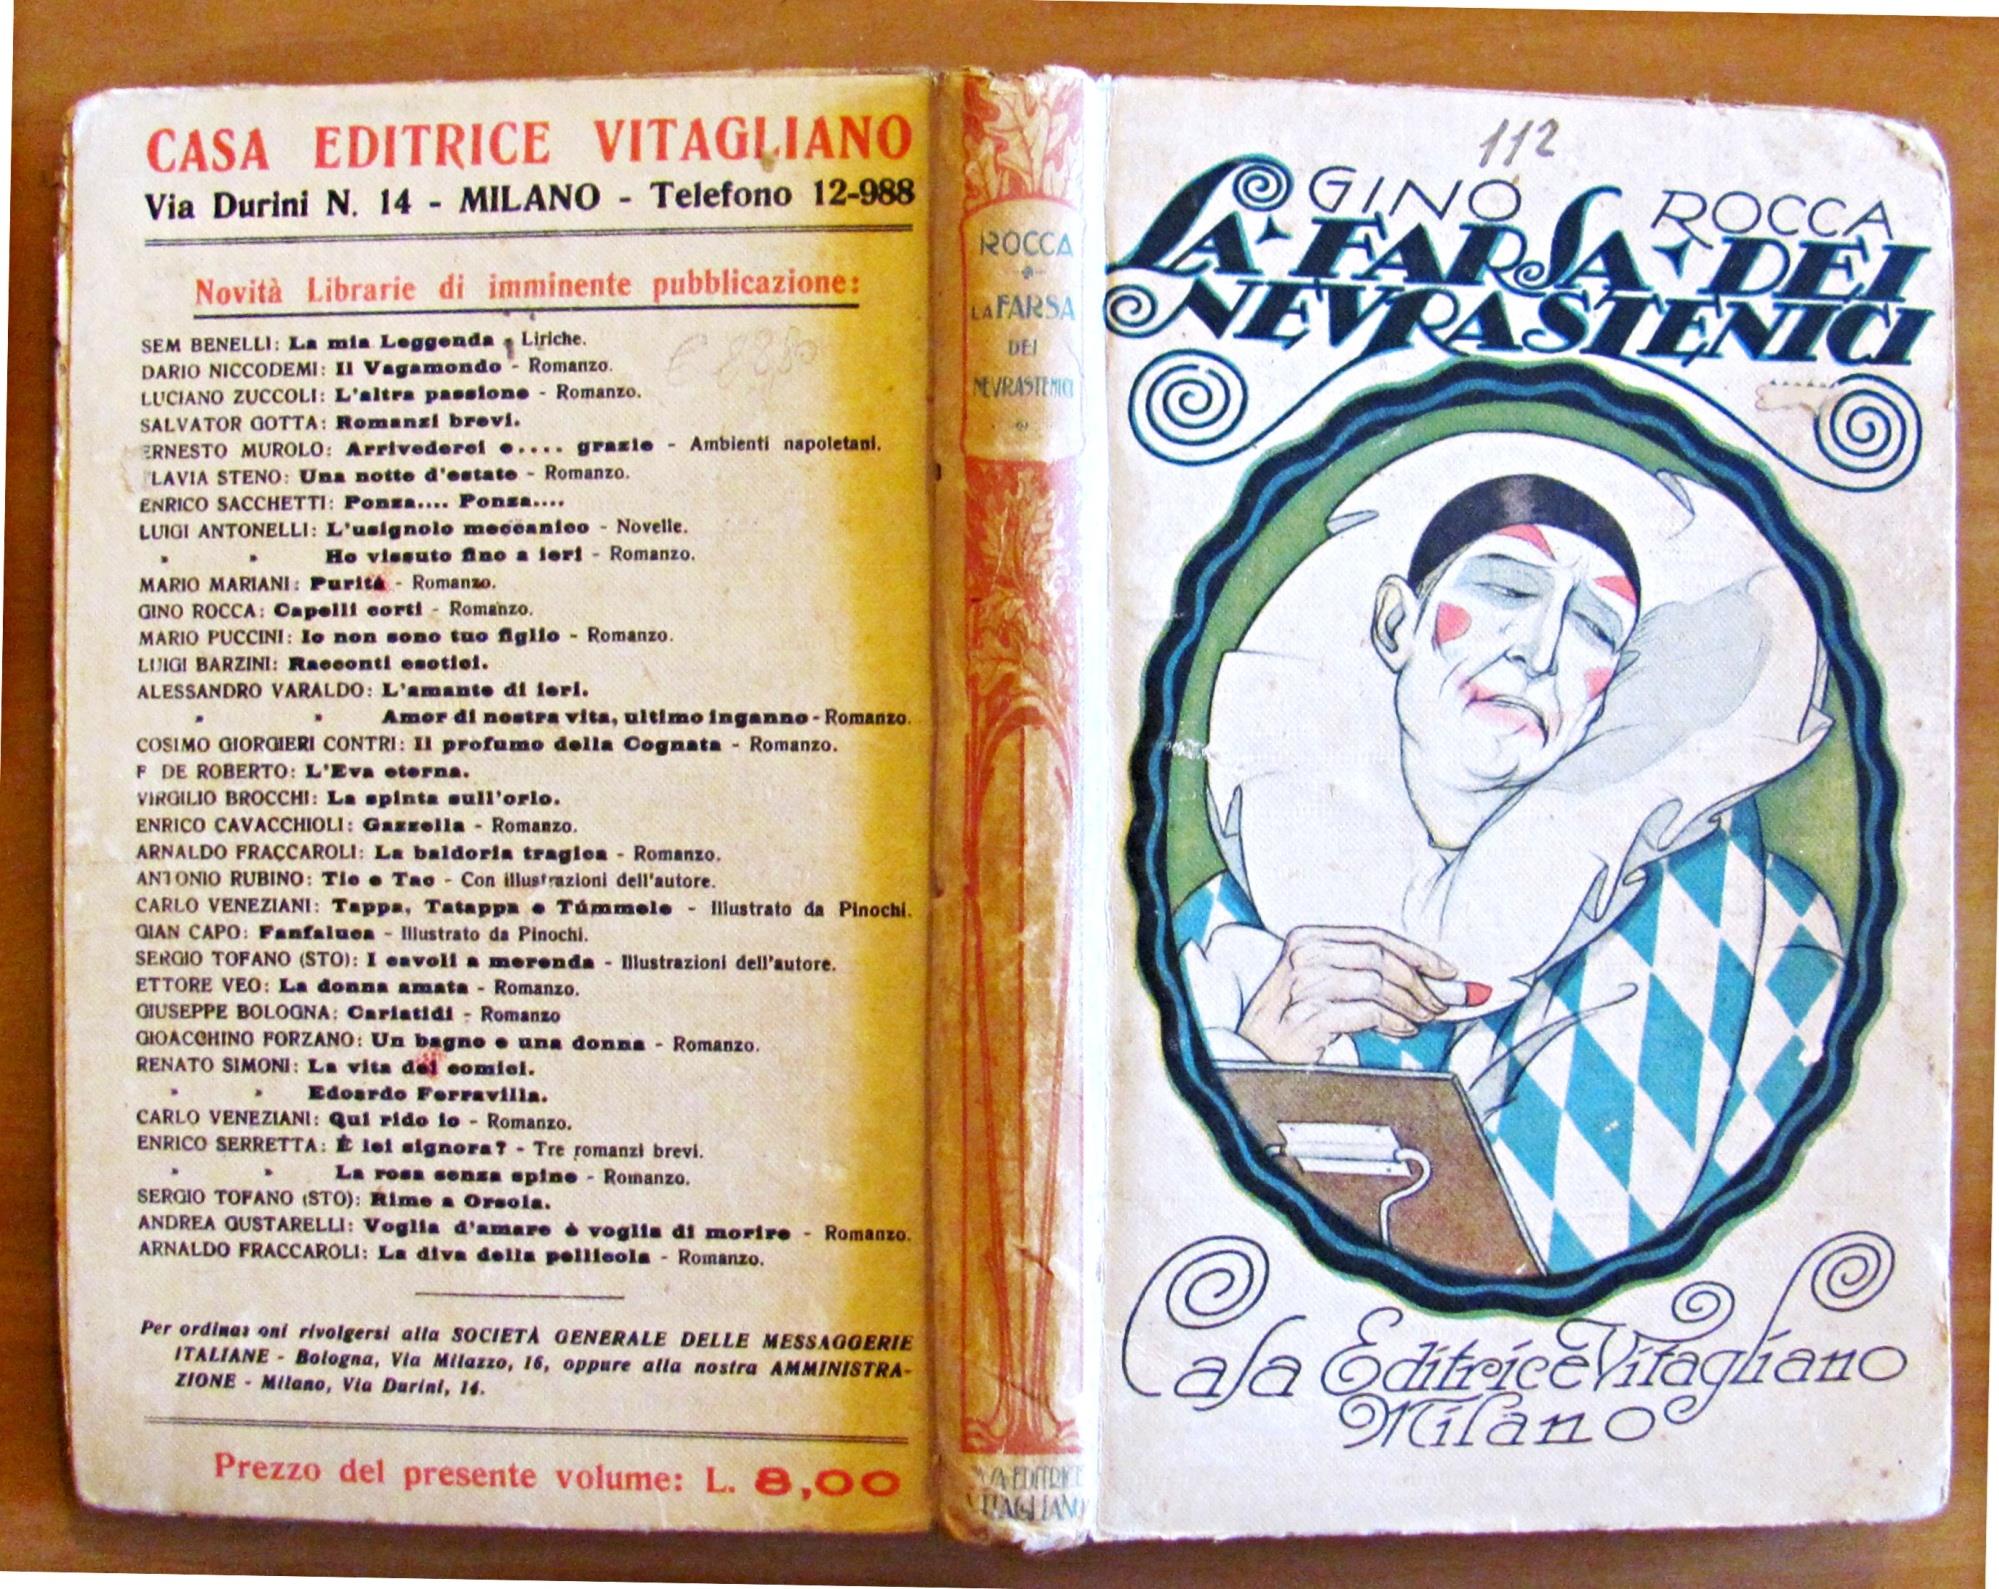 CASA EDITRICE VITAGLIANO
Via Durini N. 14 - MILANO - Telefono 12-988
Novità Librarie di imminente pubblicazione:
SEM BENELLI: La mia Leggenda - Liriche.
DARIO NICCODEMI: Il Vagamondo - Romanzo.
LUCIANO ZUCCOLI: L'altra passione - Romanzo.
SALVATOR GOTTA: Romanzi brevi.
ERNESTO MUROLO: Arrivederci e.... grazie - Ambienti napoletani.
LAVIA STENO: Una notte d'estate - Romanzo.
ENRICO SACCHETTI: Ponza.... Ponza....
LUIGI ANTONELLI: L'usignolo meccanico - Novelle.
» » Ho vissuto fino a ieri - Romanzo.
MARIO MARIANI: Purità - Romanzo.
GINO ROCCA: Capelli corti - Romanzo.
MARIO PUCCINI: Io non sono tuo figlio - Romanzo.
LUIGI BARZINI: Racconti esotici.
ALESSANDRO VARALDO: L'amante di ieri.
» » Amor di nostra vita, ultimo inganno - Romanzo.
COSIMO GIORGIERI CONTRI: Il profumo della Cognata - Romanzo.
F DE ROBERTO: L'Eva eterna.
VIRGILIO BROCCHI: La spinta sull'orlo.
ENRICO CAVACCHIOLI: Gazzella - Romanzo.
ARNALDO FRACCAROLI: La baldoria tragica - Romanzo.
ANTONIO RUBINO: Tic e Tac - Con illustrazioni dell'autore.
CARLO VENEZIANI: Tappa, Tatappa e Túmmele - Illustrato da Pinochi.
GIAN CAPO: Fanfaluca - Illustrato da Pinochi.
SERGIO TOFANO (STO): I cavoli a merenda - Illustrazioni dell'autore.
ETTORE VEO: La donna amata - Romanzo.
GIUSEPPE BOLOGNA: Cariatidi - Romanzo
GIOACCHINO FORZANO: Un bagno e una donna - Romanzo.
RENATO SIMONI: La vita dei comici.
» » Edoardo Ferravilla.
CARLO VENEZIANI: Qui rido io - Romanzo.
ENRICO SERRETTA: È lei signora? - Tre romanzi brevi.
» » La rosa senza spine - Romanzo.
SERGIO TOFANO (STO): Rime a Orsola.
ANDREA GUSTARELLI: Voglia d'amare è voglia di morire - Romanzo.
ARNALDO FRACCAROLI: La diva della pellicola - Romanzo.
Per ordinazioni rivolgersi alla SOCIETÀ GENERALE DELLE MESSAGGERIE
ITALIANE - Bologna, Via Milazzo, 16, oppure alla nostra AMMINISTRA-
ZIONE - Milano, Via Durini, 14.
Prezzo del presente volume: L. 8,00
ROCCA
LA FARSA
DEI
NEVRASTENICI
CASA EDITRICE
VITAGLIANO
112
GINO ROCCA
LA FARSA DEI
NEVRASTENICI
Casa Editrice Vitagliano
Milano